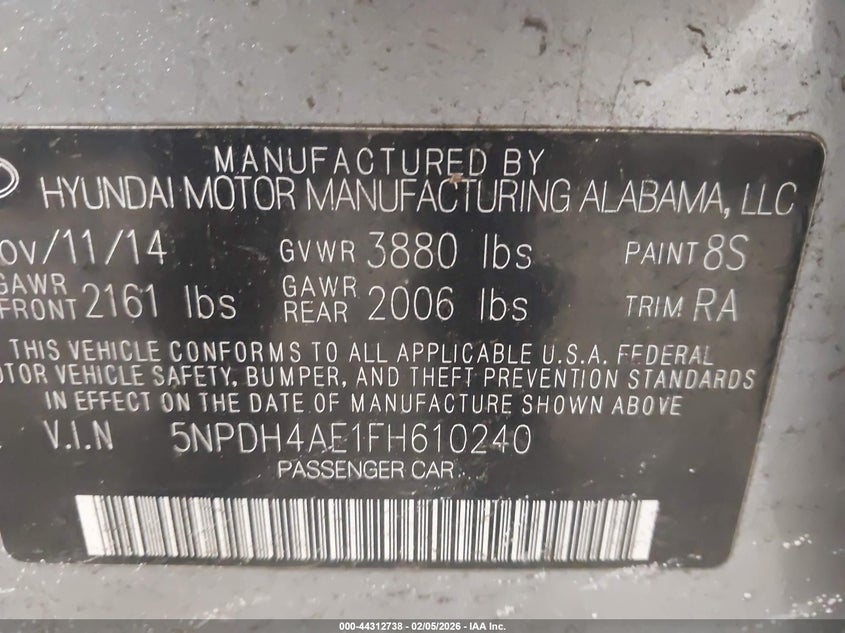 MANUFACTURED BY
HYUNDAI MOTOR MANUFACTURING ALABAMA, LLC
ov/11/14 GVWR 3880 lbs PAINT 8S
GAWR FRONT 2161 lbs GAWR REAR 2006 lbs TRIM RA
THIS VEHICLE CONFORMS TO ALL APPLICABLE U.S.A. FEDERAL
OTOR VEHICLE SAFETY, BUMPER, AND THEFT PREVENTION STANDARDS
IN EFFECT ON THE DATE OF MANUFACTURE SHOWN ABOVE
V.I.N 5NPDH4AE1FH610240
PASSENGER CAR
000-44312738 - 02/05/2026 - IAA Inc.